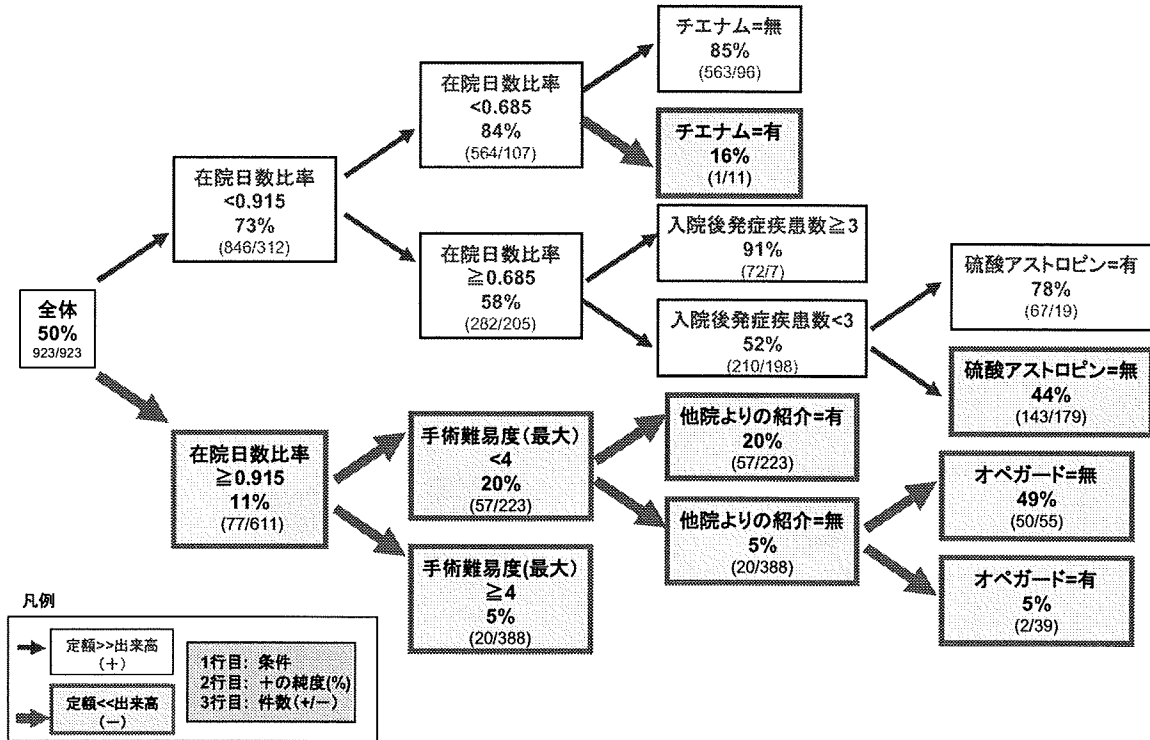 全体
50%
923/923
在院日数比率
<0.915
73%
(846/312)
在院日数比率
≧0.915
11%
(77/611)
在院日数比率
<0.685
84%
(564/107)
在院日数比率
≧0.685
58%
(282/205)
手術難易度(最大)
<4
20%
(57/223)
手術難易度(最大)
≧4
5%
(20/388)
チエナム=無
85%
(563/96)
チエナム=有
16%
(1/11)
入院後発症疾患数≧3
91%
(72/7)
入院後発症疾患数<3
52%
(210/198)
他院よりの紹介=有
20%
(57/223)
他院よりの紹介=無
5%
(20/388)
硫酸アストロピン=有
78%
(67/19)
硫酸アストロピン=無
44%
(143/179)
オペガード=無
49%
(50/55)
オペガード=有
5%
(2/39)
凡例
定額>>出来高
(+)
定額<<出来高
(−)
1行目: 条件
2行目: +の純度(%)
3行目: 件数(+/−)